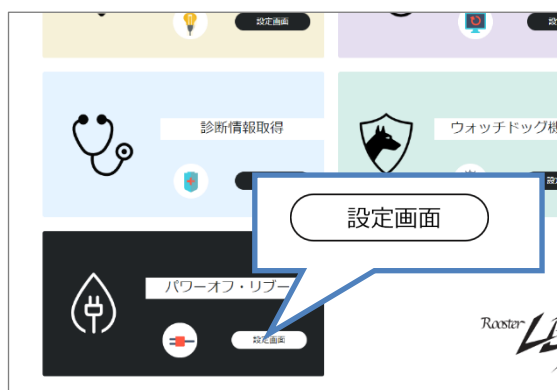 設定画面
診断情報取得
ウォッチドッグ
設定画面
パワーオフ・リブー
設定画面
Rooster